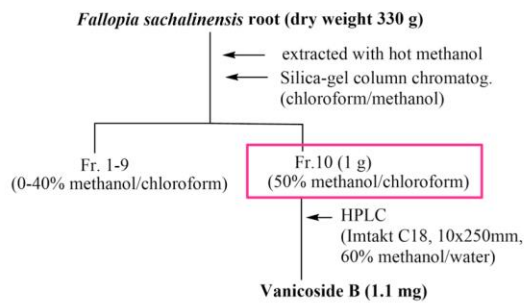 Fallopia sachalinensis root (dry weight 330 g)
extracted with hot methanol
Silica-gel column chromatog.
(chloroform/methanol)
Fr. 1-9
(0-40% methanol/chloroform)
Fr.10 (1 g)
(50% methanol/chloroform)
HPLC
(Imtakt C18, 10x250mm,
60% methanol/water)
Vanicoside B (1.1 mg)